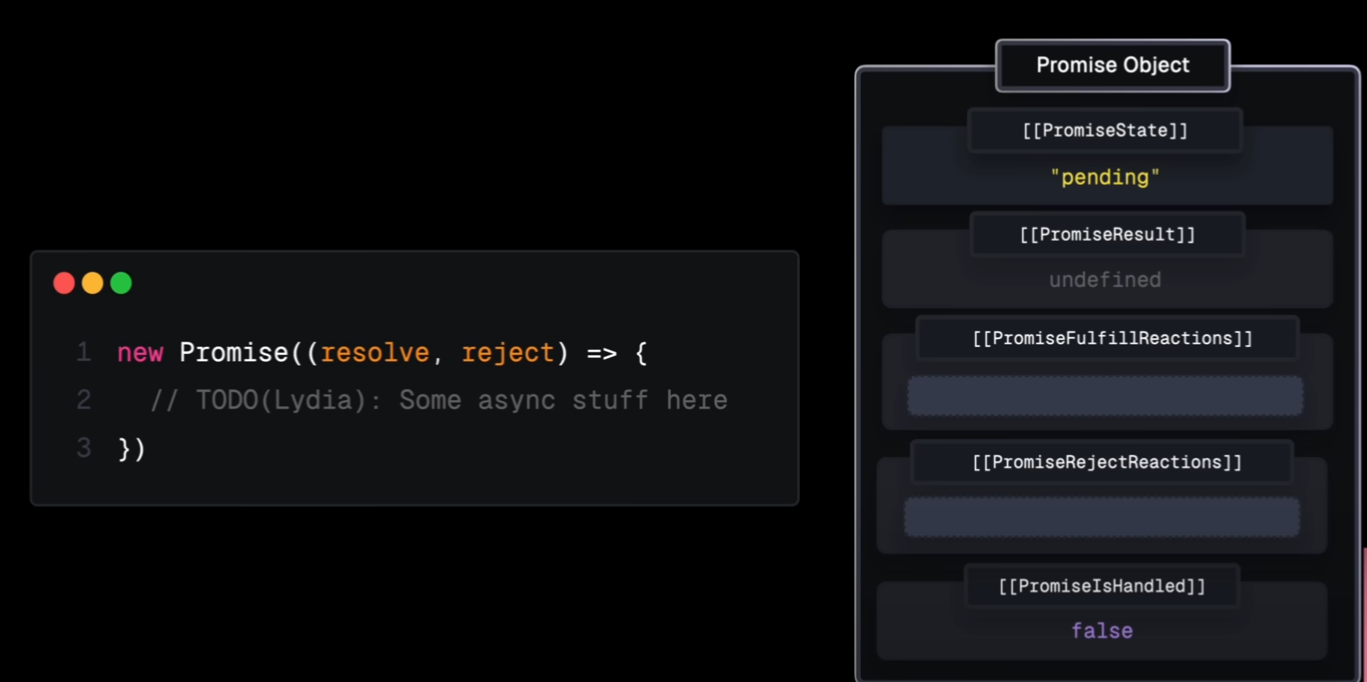 1 new Promise((resolve, reject) => {
2 // TODO(Lydia): Some async stuff here
3 })
Promise Object
[[PromiseState]]
"pending"
[[PromiseResult]]
undefined
[[PromiseFulfillReactions]]
[[PromiseRejectReactions]]
[[PromiseIsHandled]]
false